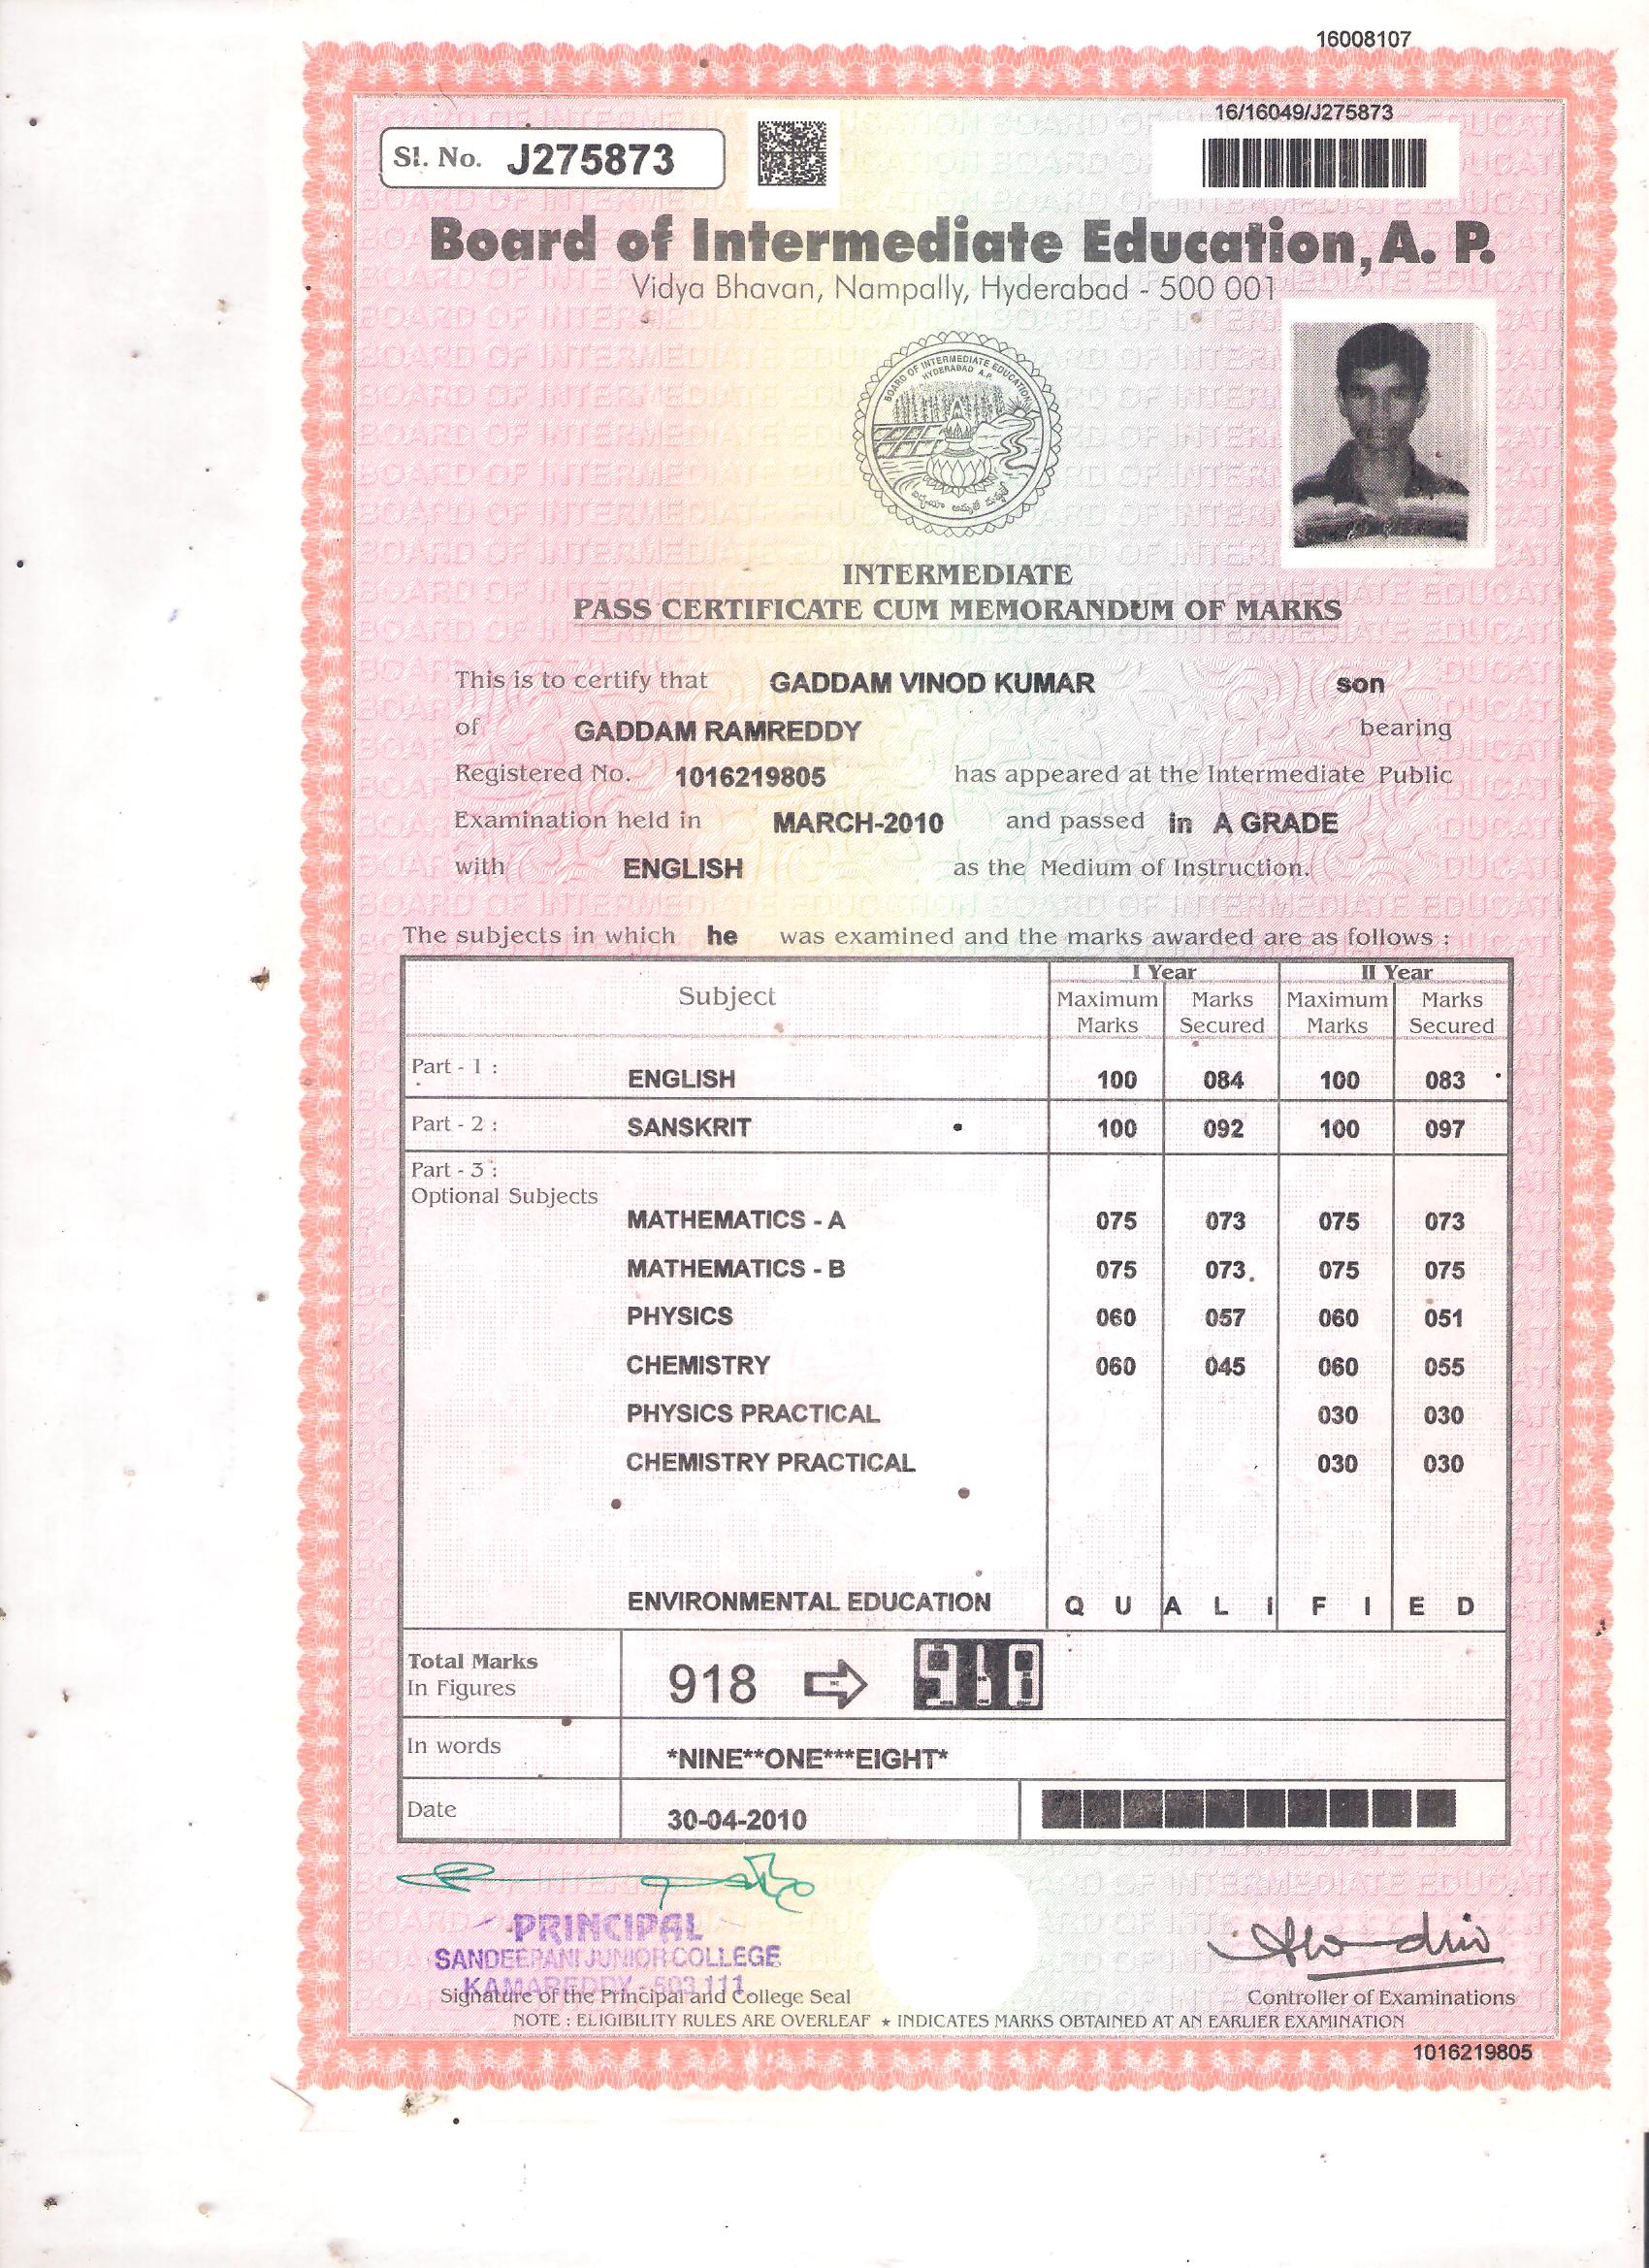 16008107
16/16049/J275873
Sl. No. J275873
Board of Intermediate Education, A. P.
Vidya Bhavan, Nampally, Hyderabad - 500 001
BOARD OF INTERMEDIATE EDUCATION
HYDERABAD A.P.
INTERMEDIATE
PASS CERTIFICATE CUM MEMORANDUM OF MARKS
This is to certify that GADDAM VINOD KUMAR son
of GADDAM RAMREDDY bearing
Registered No. 1016219805 has appeared at the Intermediate Public
Examination held in MARCH-2010 and passed in A GRADE
with ENGLISH as the Medium of Instruction.
The subjects in which he was examined and the marks awarded are as follows :
Subject I Year II Year
Maximum Marks Marks Secured Maximum Marks Marks Secured
Part - 1 : ENGLISH 100 084 100 083
Part - 2 : SANSKRIT 100 092 100 097
Part - 3 :
Optional Subjects
MATHEMATICS - A 075 073 075 073
MATHEMATICS - B 075 073 075 075
PHYSICS 060 057 060 051
CHEMISTRY 060 045 060 055
PHYSICS PRACTICAL 030 030
CHEMISTRY PRACTICAL 030 030
ENVIRONMENTAL EDUCATION Q U A L I F I E D
Total Marks
In Figures 918 918
In words *NINE**ONE***EIGHT*
Date 30-04-2010
PRINCIPAL
SANDEEPANI JUNIOR COLLEGE
KAMAREDDY - 503 111.
Signature of the Principal and College Seal Controller of Examinations
NOTE : ELIGIBILITY RULES ARE OVERLEAF * INDICATES MARKS OBTAINED AT AN EARLIER EXAMINATION
1016219805